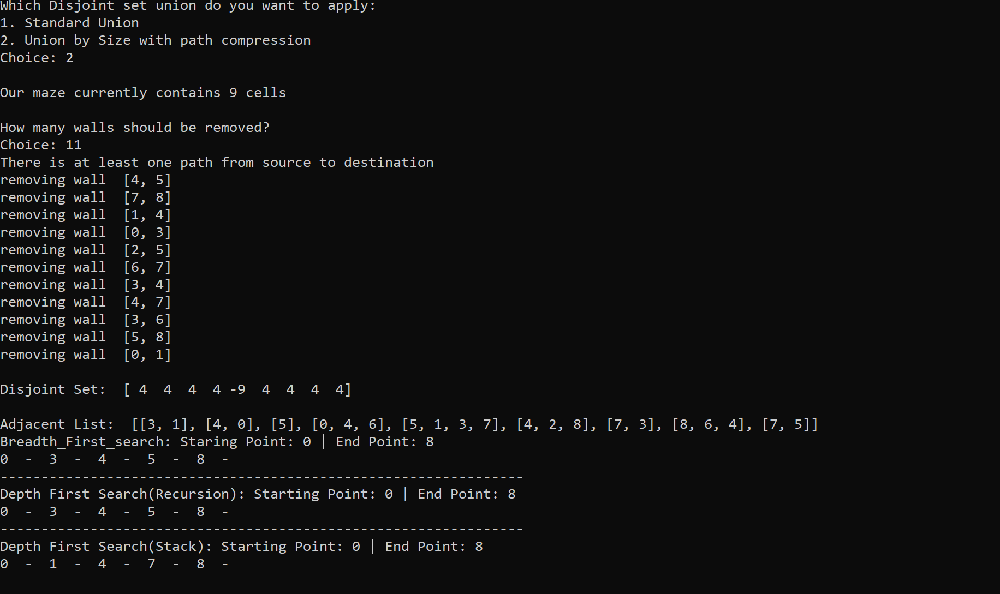 Which Disjoint set union do you want to apply:
1. Standard Union
2. Union by Size with path compression
Choice: 2
Our maze currently contains 9 cells
How many walls should be removed?
Choice: 11
There is at least one path from source to destination
removing wall  [4, 5]
removing wall  [7, 8]
removing wall  [1, 4]
removing wall  [0, 3]
removing wall  [2, 5]
removing wall  [6, 7]
removing wall  [3, 4]
removing wall  [4, 7]
removing wall  [3, 6]
removing wall  [5, 8]
removing wall  [0, 1]
Disjoint Set:  [ 4  4  4  4 -9  4  4  4  4]
Adjacent List:  [[3, 1], [4, 0], [5], [0, 4, 6], [5, 1, 3, 7], [4, 2, 8], [7, 3], [8, 6, 4], [7, 5]]
Breadth_First_search: Staring Point: 0 | End Point: 8
0  -  3  -  4  -  5  -  8  -
----------------------------------------------------------------
Depth First Search(Recursion): Starting Point: 0 | End Point: 8
0  -  3  -  4  -  5  -  8  -
----------------------------------------------------------------
Depth First Search(Stack): Starting Point: 0 | End Point: 8
0  -  1  -  4  -  7  -  8  -